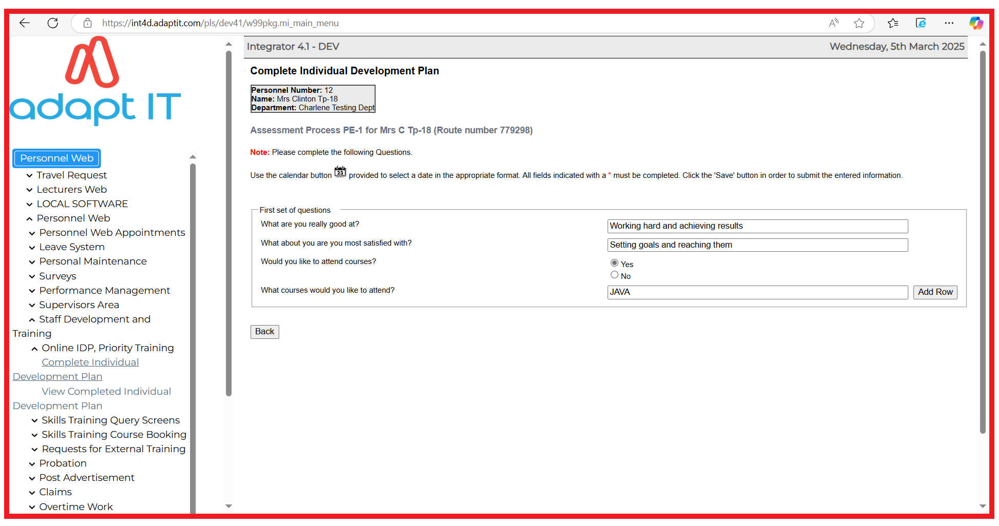 https://int4d.adaptit.com/pls/dev41/w99pkg.mi_main_menu
adapt IT
Personnel Web
Travel Request
Lecturers Web
LOCAL SOFTWARE
Personnel Web
Personnel Web Appointments
Leave System
Personal Maintenance
Surveys
Performance Management
Supervisors Area
Staff Development and
Training
Online IDP, Priority Training
Complete Individual
Development Plan
View Completed Individual
Development Plan
Skills Training Query Screens
Skills Training Course Booking
Requests for External Training
Probation
Post Advertisement
Claims
Overtime Work
Integrator 4.1 - DEV
Wednesday, 5th March 2025
Complete Individual Development Plan
Personnel Number: 12
Name: Mrs Clinton Tp-18
Department: Charlene Testing Dept
Assessment Process PE-1 for Mrs C Tp-18 (Route number 779298)
Note: Please complete the following Questions.
Use the calendar button 23 provided to select a date in the appropriate format. All fields indicated with a * must be completed. Click the 'Save' button in order to submit the entered information.
First set of questions
What are you really good at? Working hard and achieving results
What about you are you most satisfied with? Setting goals and reaching them
Would you like to attend courses? Yes
No
What courses would you like to attend? JAVA Add Row
Back